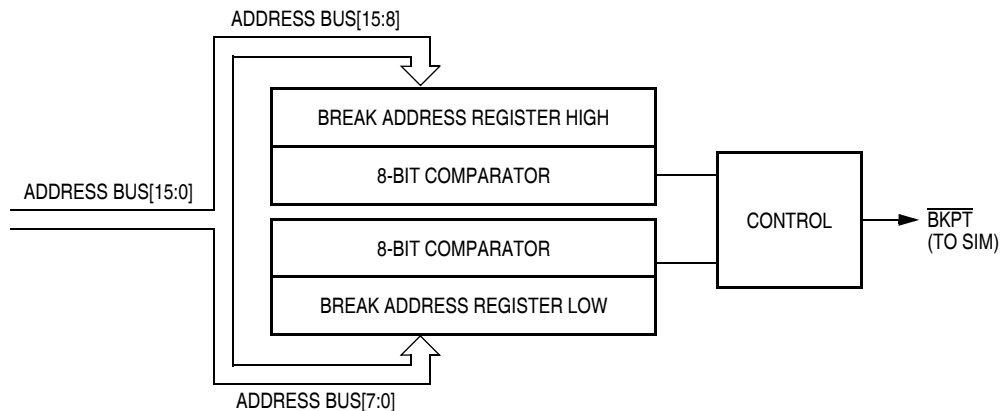 ADDRESS BUS[15:8]
BREAK ADDRESS REGISTER HIGH
8-BIT COMPARATOR
ADDRESS BUS[15:0]
CONTROL
BKPT
(TO SIM)
8-BIT COMPARATOR
BREAK ADDRESS REGISTER LOW
ADDRESS BUS[7:0]